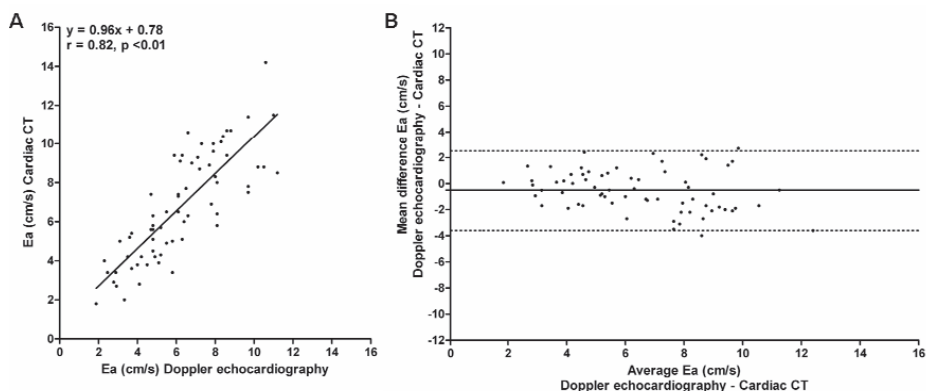 A
y = 0.96x + 0.78
r = 0.82, p <0.01
Ea (cm/s) Cardiac CT
16
14
12
10
8
6
4
2
0
0 2 4 6 8 10 12 14 16
Ea (cm/s) Doppler echocardiography
B
Mean difference Ea (cm/s)
Doppler echocardiography - Cardiac CT
12
10
8
6
4
2
0
-2
-4
-6
-8
-10
-12
0 2 4 6 8 10 12 14 16
Average Ea (cm/s)
Doppler echocardiography - Cardiac CT